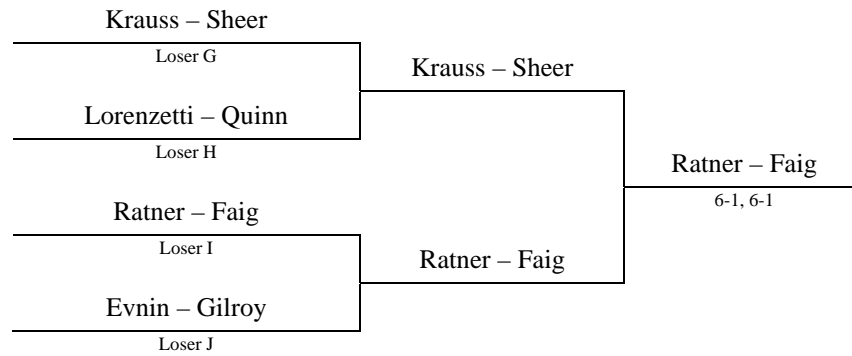 Krauss – Sheer
Loser G
Krauss – Sheer
Lorenzetti – Quinn
Loser H
Ratner – Faig
6-1, 6-1
Ratner – Faig
Loser I
Ratner – Faig
Evnin – Gilroy
Loser J